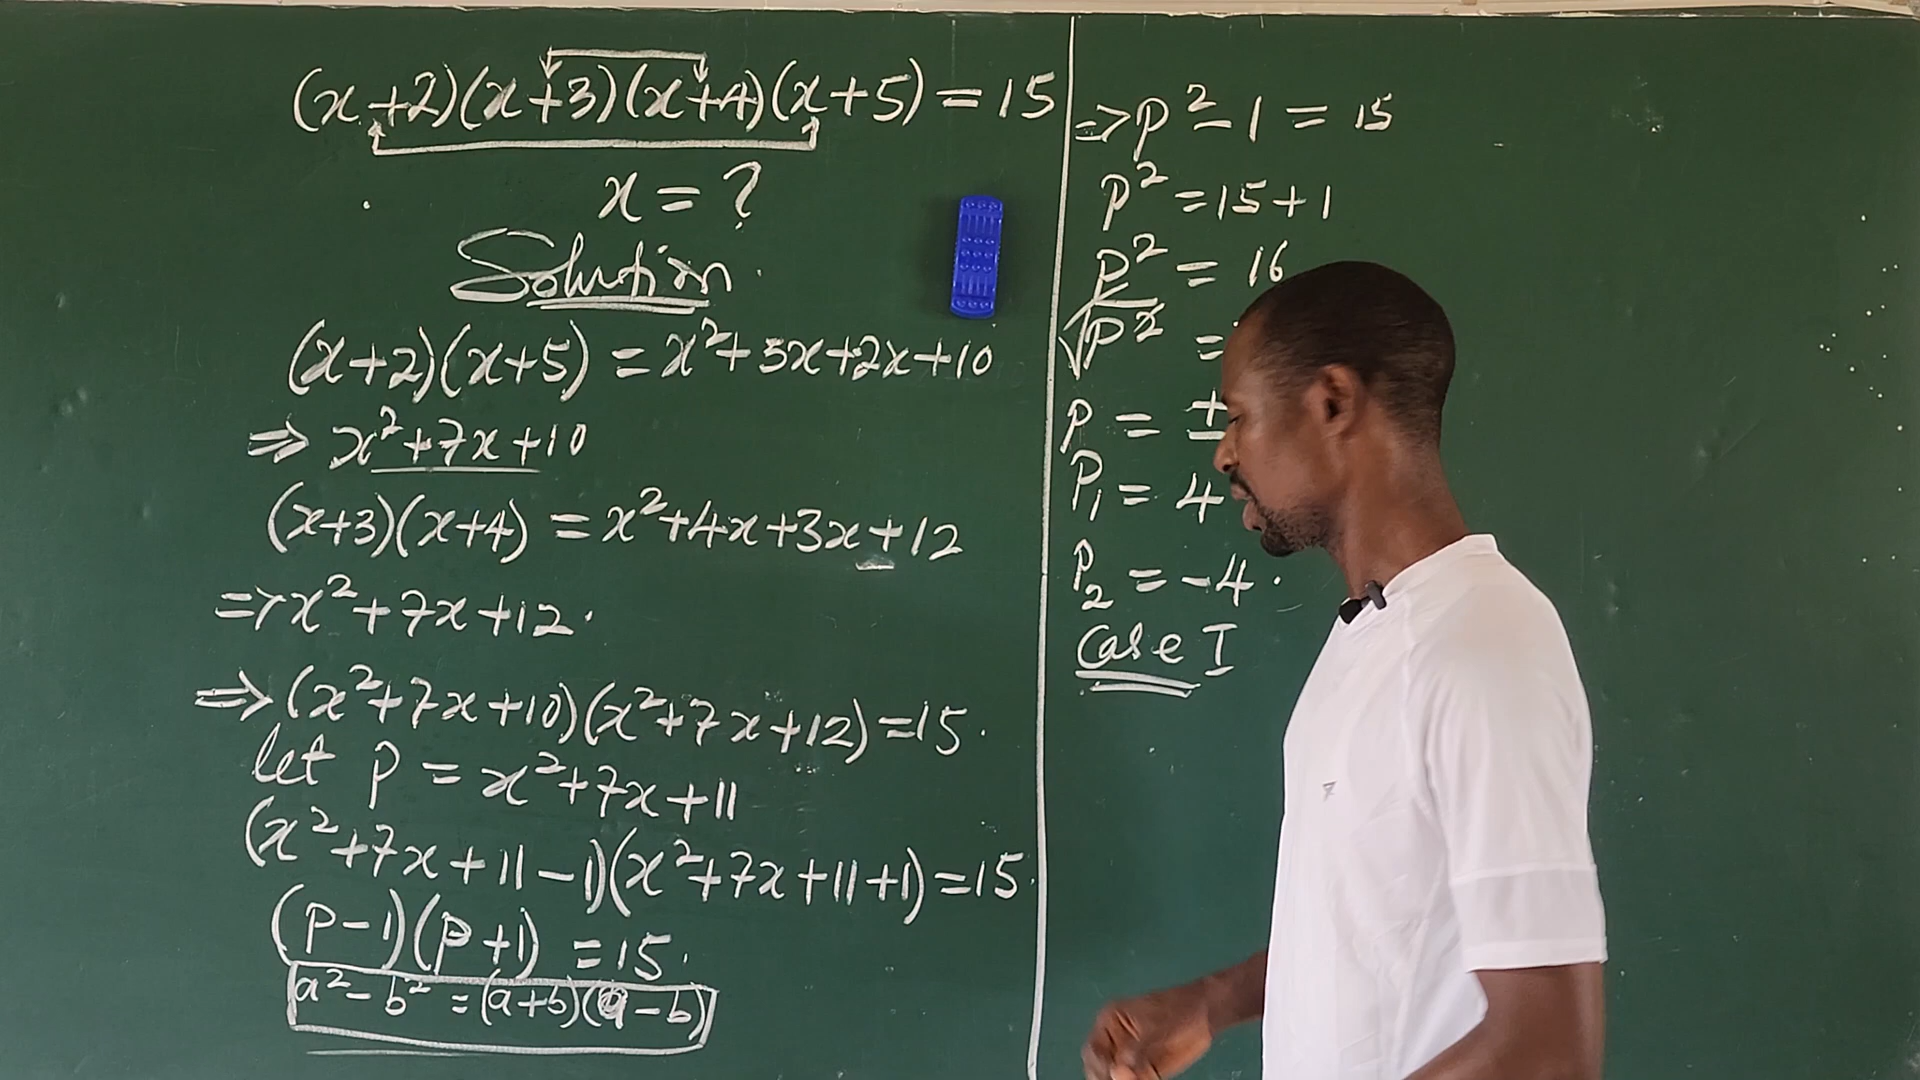 (x+2)(x+3)(x+4)(x+5)=15
x=?
Solution
(x+2)(x+5)=x²+5x+2x+10
⇒ x²+7x+10
(x+3)(x+4)=x²+4x+3x+12
⇒x²+7x+12.
⇒(x²+7x+10)(x²+7x+12)=15.
let p=x²+7x+11
(x²+7x+11-1)(x²+7x+11+1)=15.
(p-1)(p+1)=15.
a²-b²=(a+b)(a-b)
⇒p²-1=15
p²=15+1
p²=16
√p²=
p=±
P₁=4
P₂=-4.
Case I